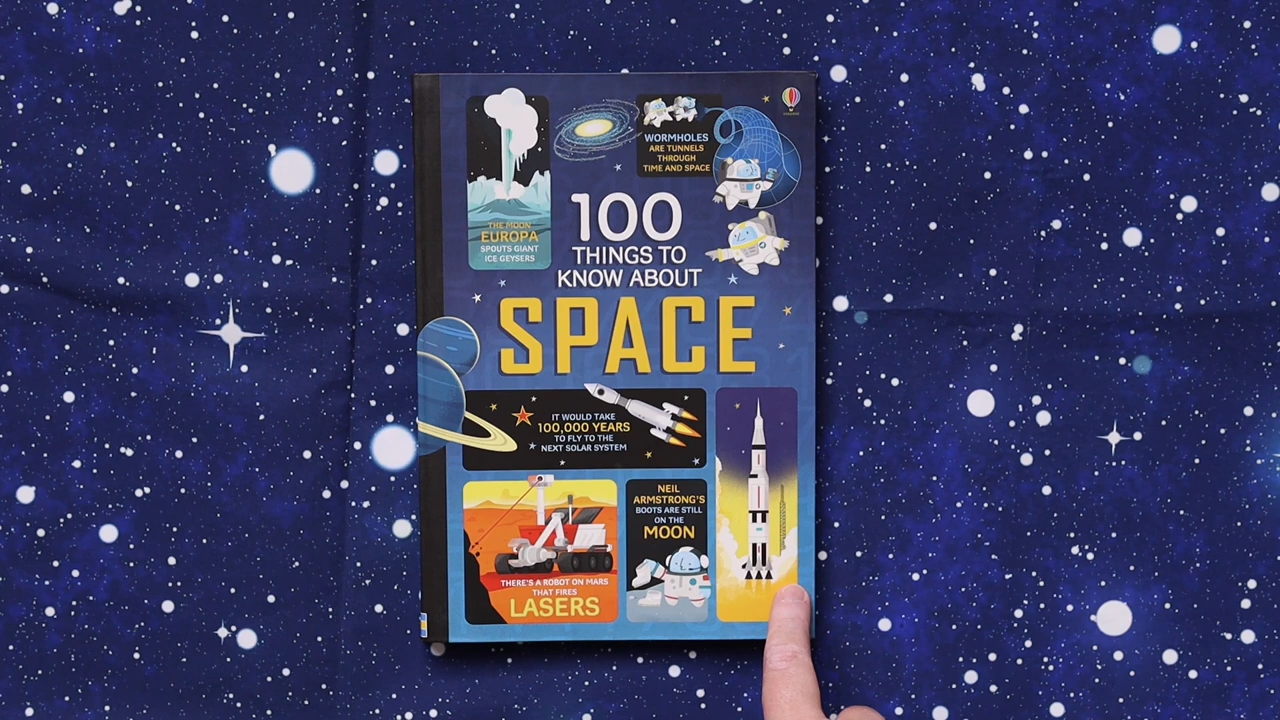 WORMHOLES
ARE TUNNELS
THROUGH
TIME AND SPACE
THE MOON
EUROPA
SPOUTS GIANT
ICE GEYSERS
100
THINGS TO
KNOW ABOUT
SPACE
IT WOULD TAKE
100,000 YEARS
TO FLY TO THE
NEXT SOLAR SYSTEM
NEIL
ARMSTRONG'S
BOOTS ARE STILL
ON THE
MOON
THERE'S A ROBOT ON MARS
THAT FIRES
LASERS